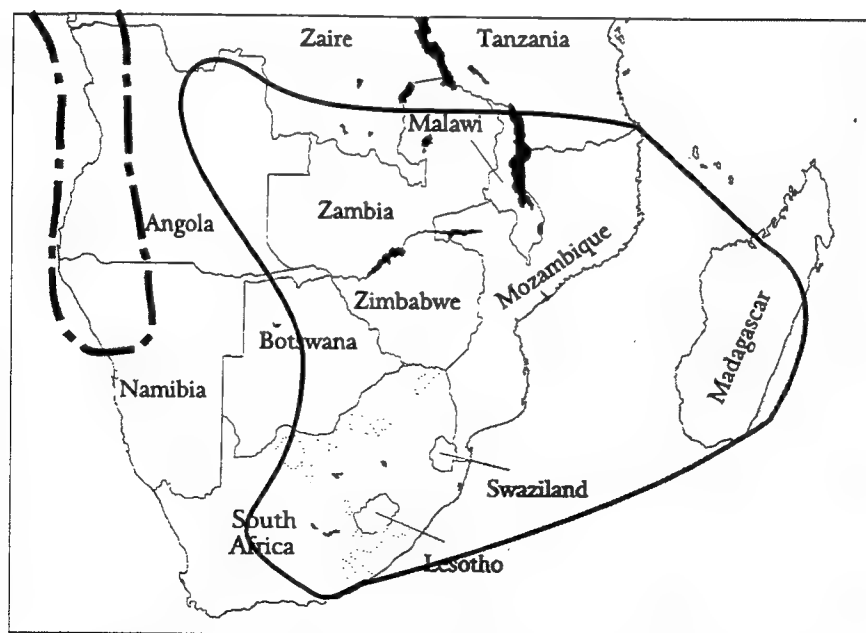 Zaire
Tanzania
Malawi
Angola
Zambia
Mozambique
Zimbabwe
Botswana
Madagascar
Namibia
Swaziland
South
Africa
Lesotho